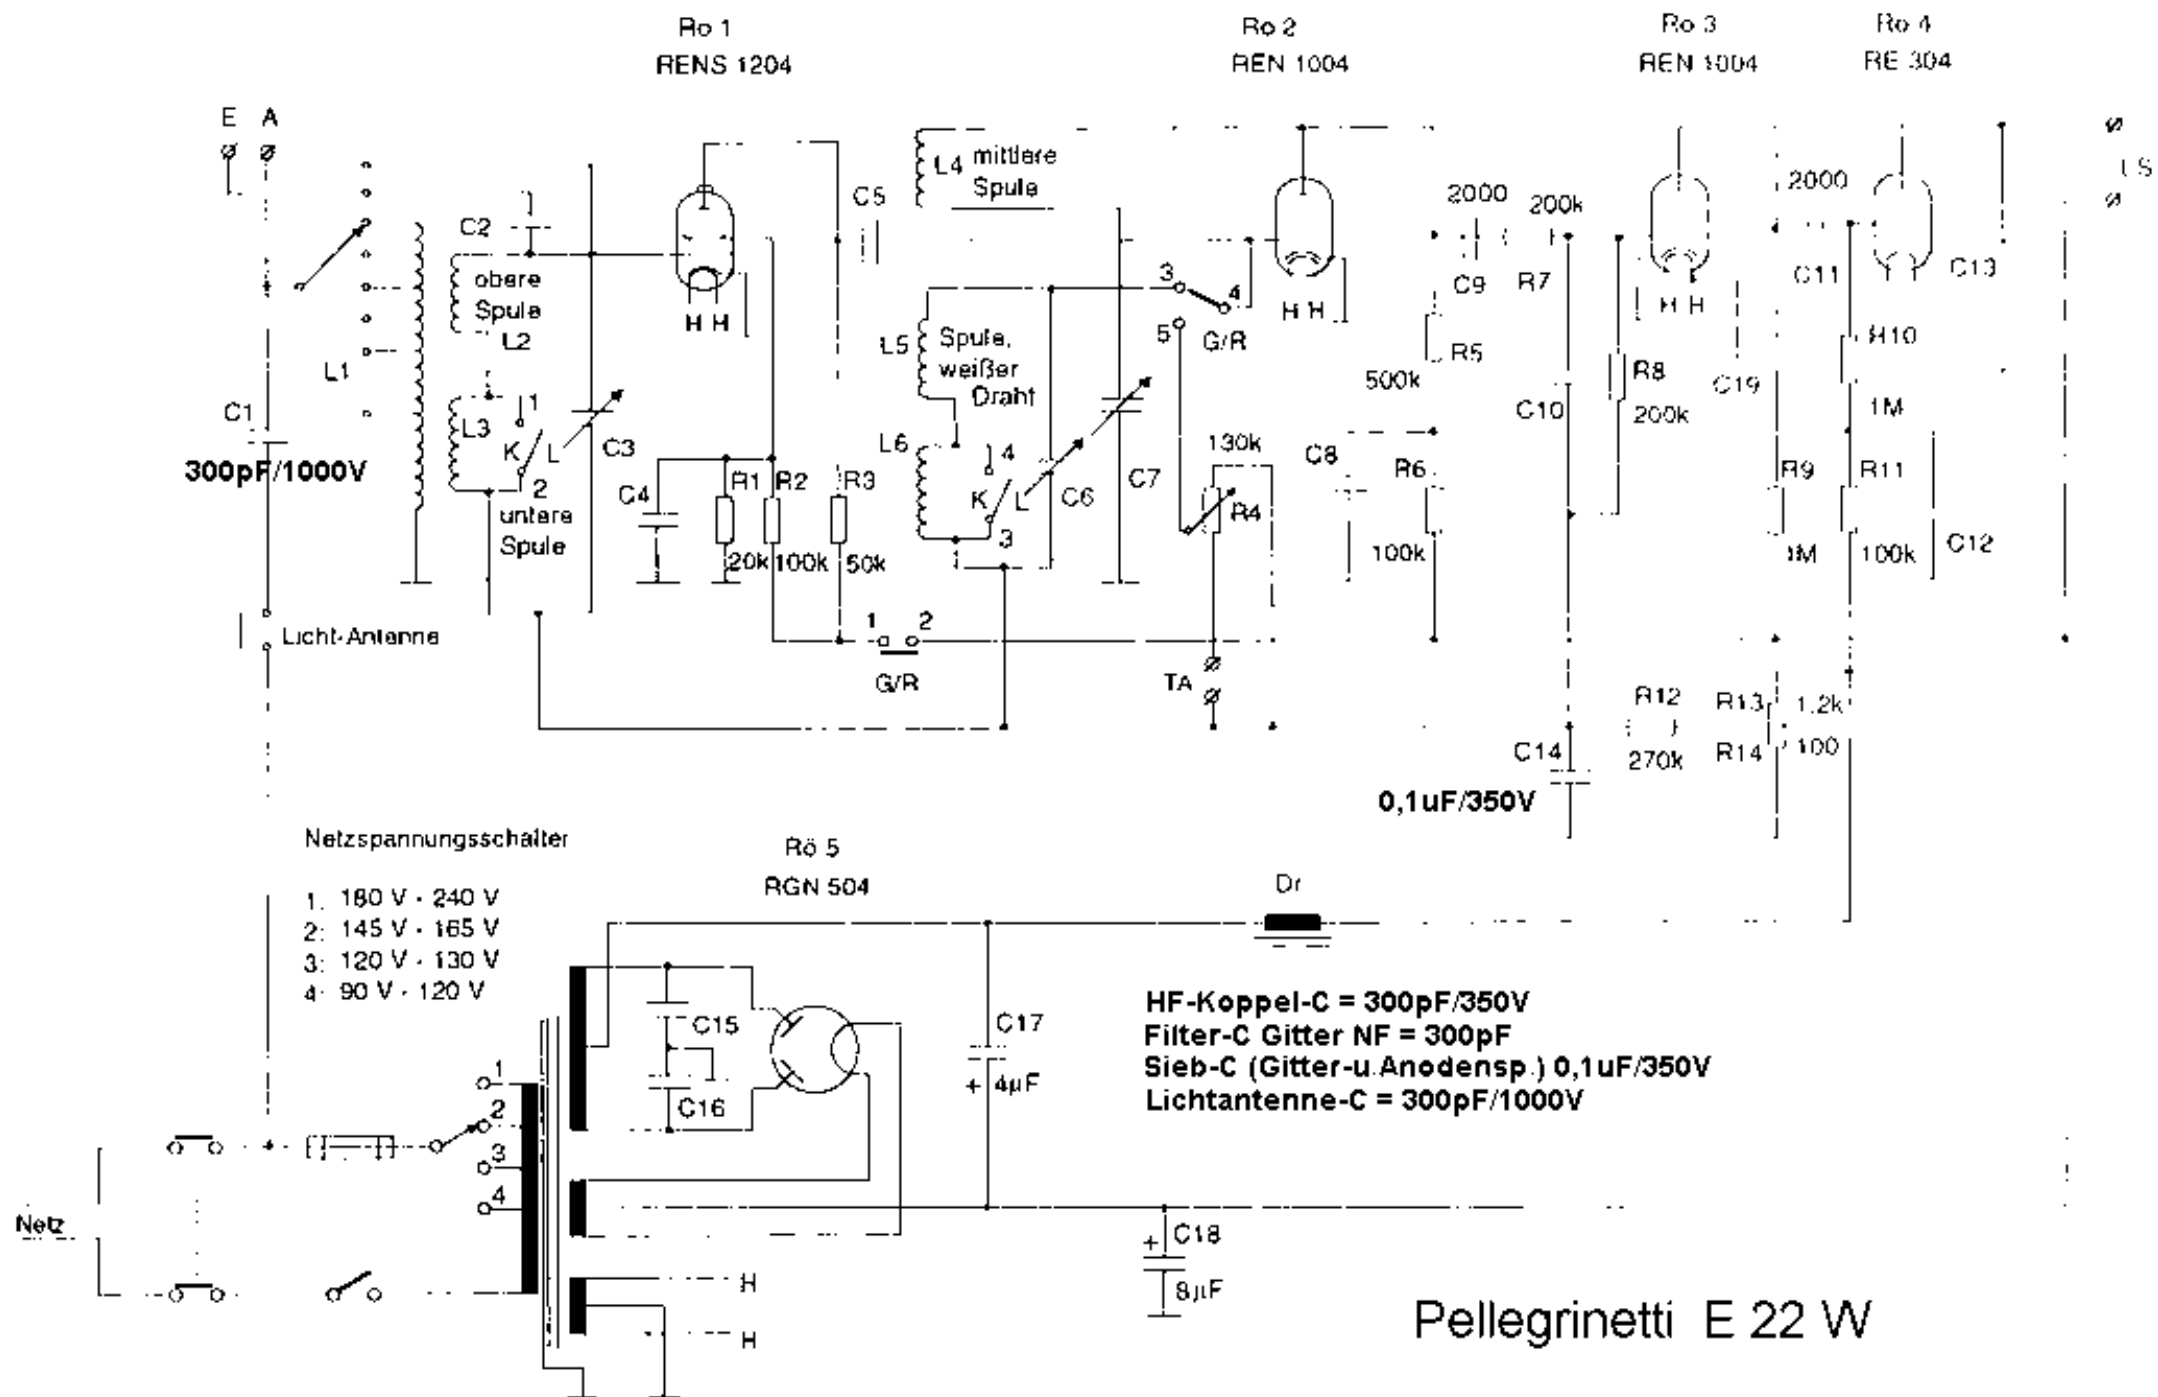 Ro 1
RENS 1204
Ro 2
REN 1004
Ro 3
REN 1004
Ro 4
RE 304
E A
L4 mittlere
Spule
C5
2000
200k
2000
LS
C2
obere
Spule
L2
H H
3
4
5
G/R
H H
C9
R7
H H
C11
C13
L1
L5
Spule,
weißer
Draht
R5
500k
R8
200k
C19
R10
1M
C1
300pF/1000V
L3
1
K L
2
C3
untere
Spule
C4
R1
R2
R3
20k
100k
50k
L6
4
K L
3
C6
C7
130k
R4
C8
R6
100k
C10
R9
1M
R11
100k
C12
Licht-Antenne
1 2
G/R
TA
C14
0,1uF/350V
R12
270k
R13
1.2k
R14
100
Netzspannungsschalter
1: 180 V - 240 V
2: 145 V - 165 V
3: 120 V - 130 V
4: 90 V - 120 V
Rö 5
RGN 504
Dr
C15
C16
C17
+ 4µF
HF-Koppel-C = 300pF/350V
Filter-C Gitter NF = 300pF
Sieb-C (Gitter-u.Anodensp.) 0,1uF/350V
Lichtantenne-C = 300pF/1000V
1
2
3
4
Netz
+ C18
8µF
H
H
Pellegrinetti E 22 W